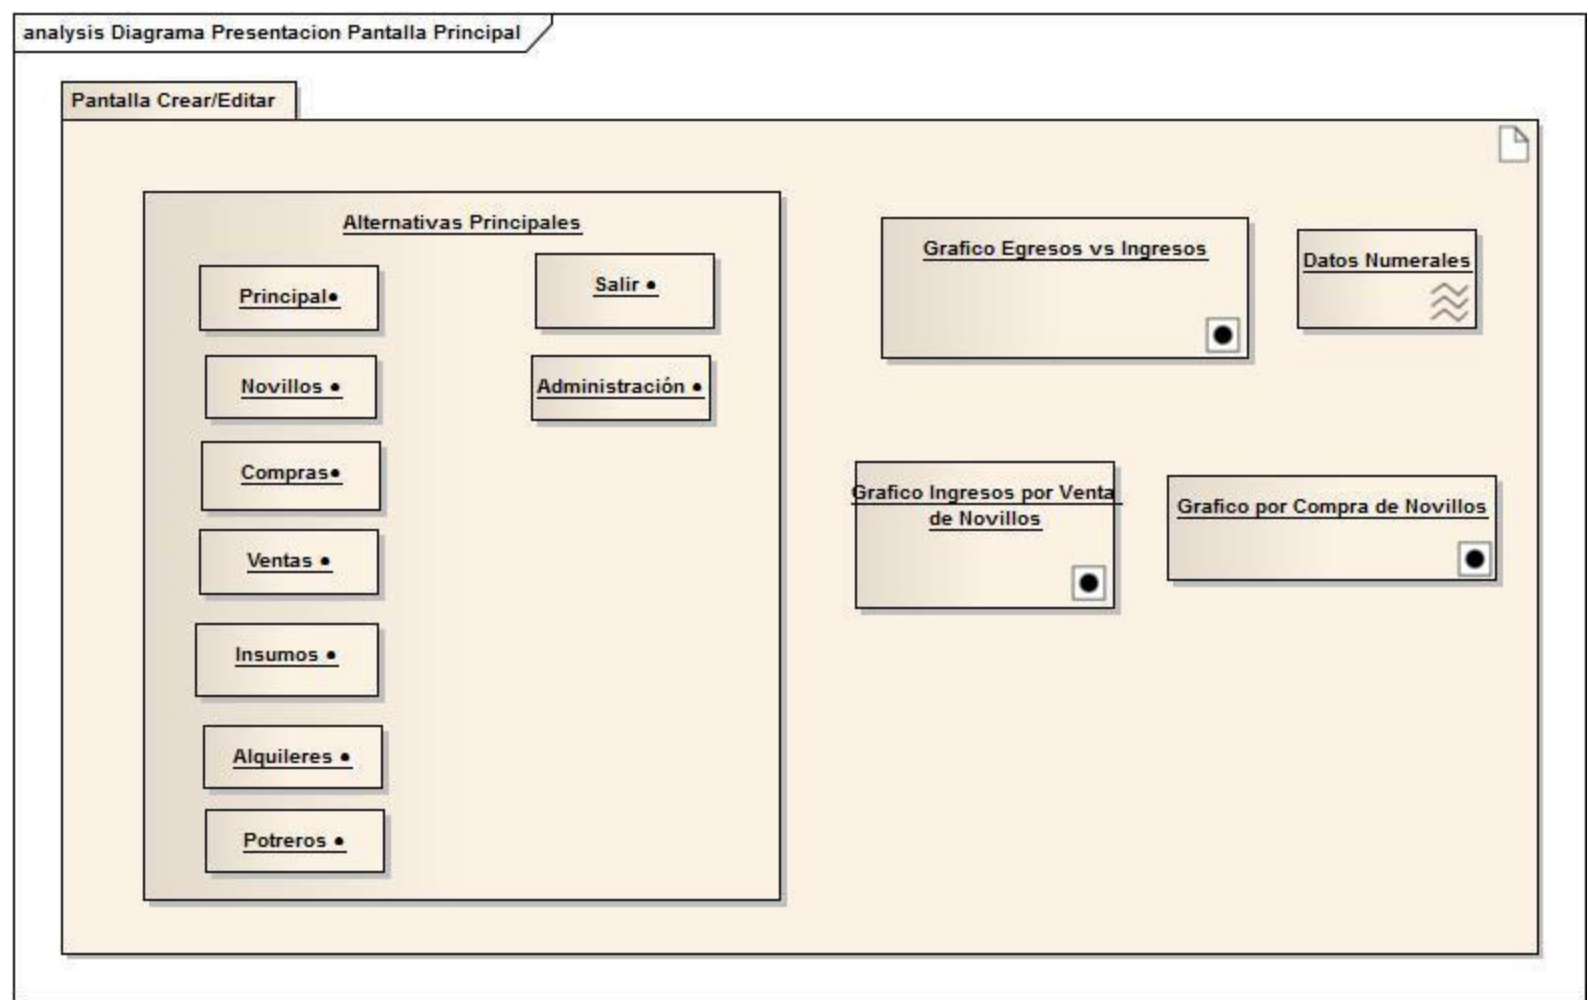 analysis Diagrama Presentacion Pantalla Principal
Pantalla Crear/Editar
Alternativas Principales
Principal●
Novillos ●
Compras●
Ventas ●
Insumos ●
Alquileres ●
Potreros ●
Salir ●
Administración ●
Grafico Egresos vs Ingresos
Datos Numerales
Grafico Ingresos por Venta
de Novillos
Grafico por Compra de Novillos